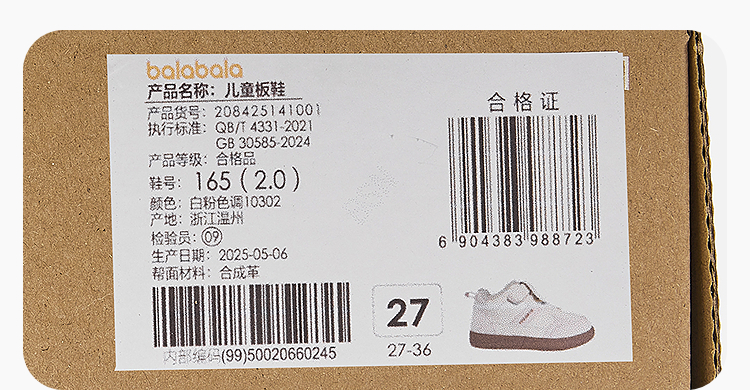 balabala
产品名称：儿童板鞋
产品货号：208425141001
执行标准：QB/T 4331-2021
GB 30585-2024
产品等级：合格品
鞋号：165（2.0）
颜色：白粉色调10302
产地：浙江温州
检验员：09
生产日期：2025-05-06
帮面材料：合成革
内部编码(99)50020660245
合格证
6 904383 988723
27
27-36